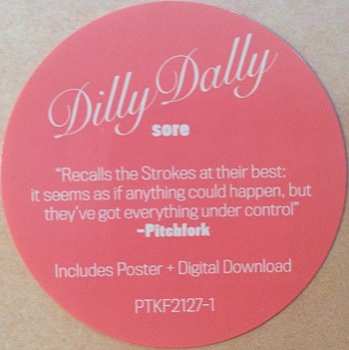 Dilly Dally
sore
“Recalls the Strokes at their best:
it seems as if anything could happen, but
they've got everything under control”
–Pitchfork
Includes Poster + Digital Download
PTKF2127-1